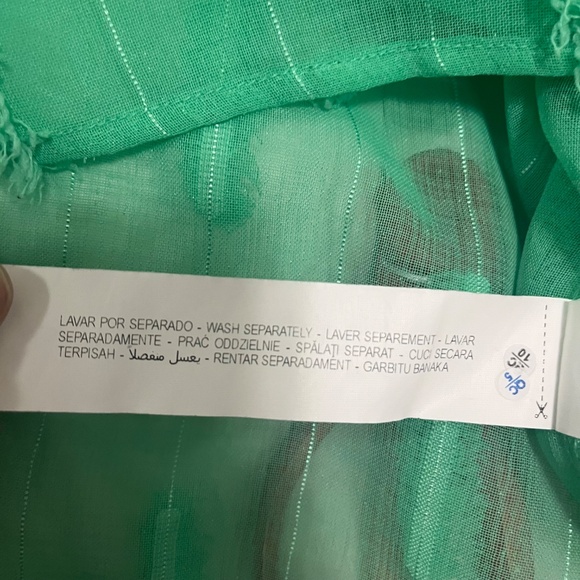 LAVAR POR SEPARADO - WASH SEPARATELY - LAVER SEPAREMENT - LAVAR
SEPARADAMENTE - PRAĆ ODDZIELNIE - SPĂLAŢI SEPARAT - CUCI SECARA
TERPISAH - يغسل منفصلاً - RENTAR SEPARADAMENT - GARBITU BANAKA